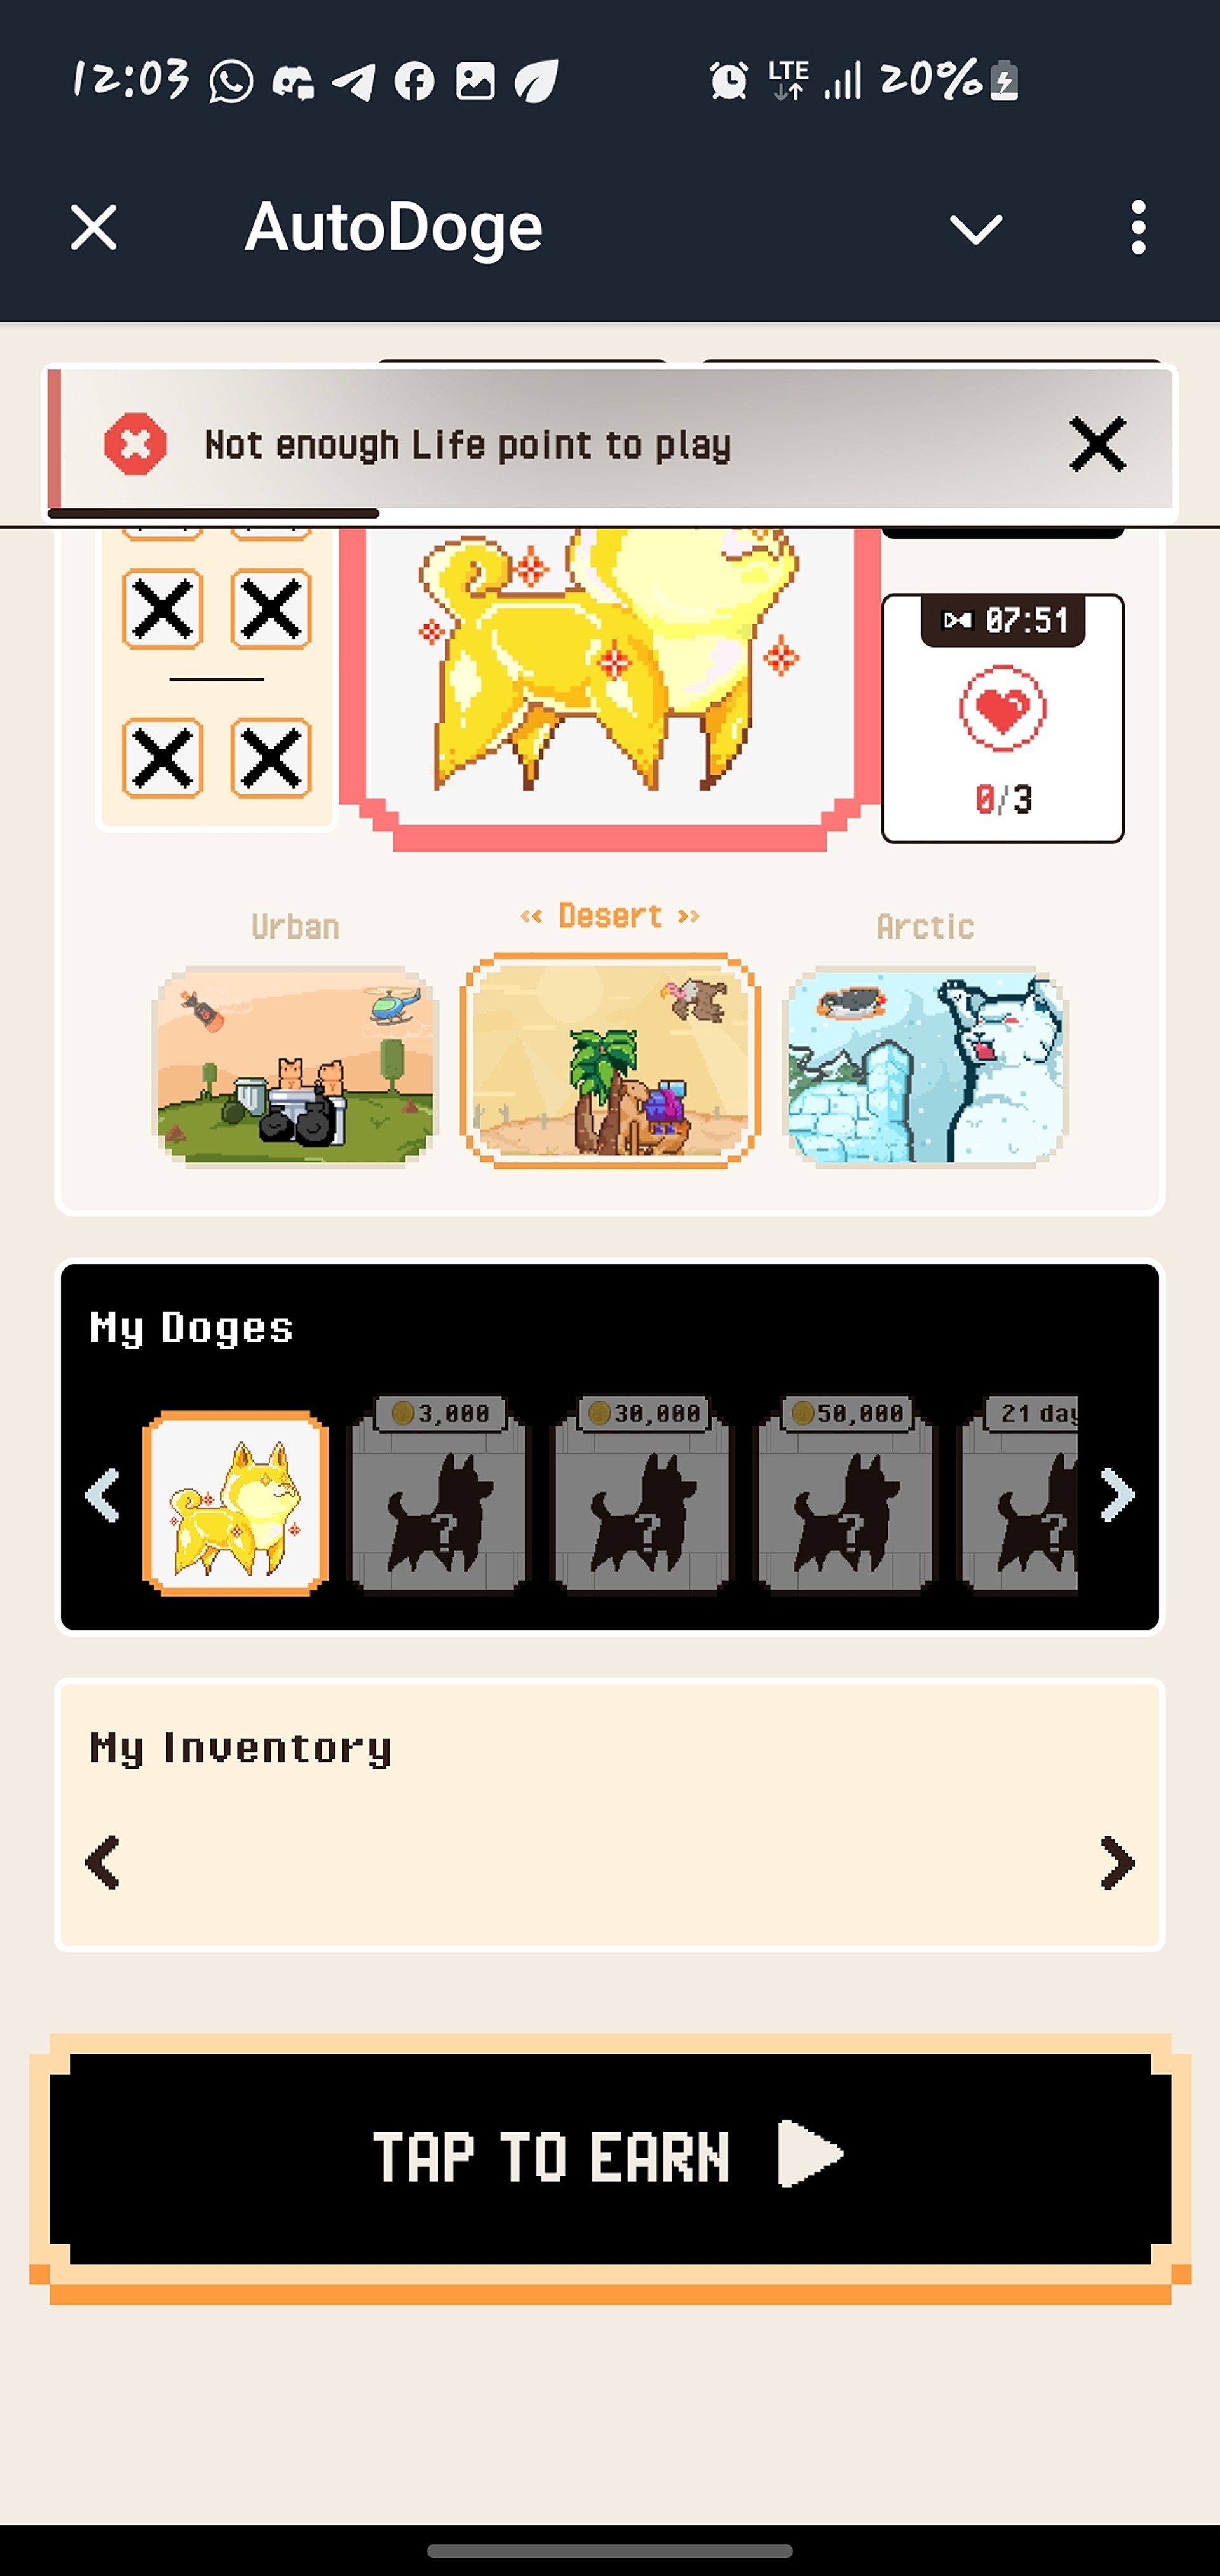 12:03 LTE 20%
AutoDoge
Not enough Life point to play
07:51
0/3
Urban
« Desert »
Arctic
My Doges
3,000
30,000
50,000
21 day
? ? ? ?
My Inventory
TAP TO EARN